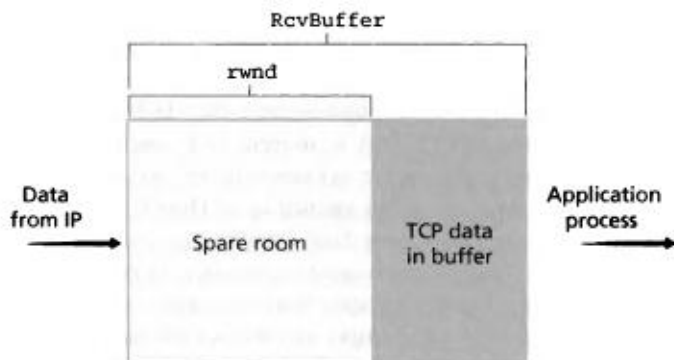 RcvBuffer
rwnd
Data
from IP
Spare room
TCP data
in buffer
Application
process